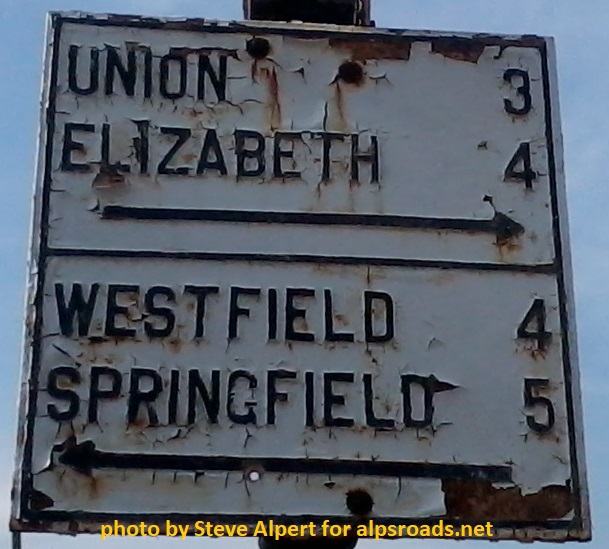 UNION 3
ELIZABETH 4
WESTFIELD 4
SPRINGFIELD 5
photo by Steve Alpert for alpsroads.net